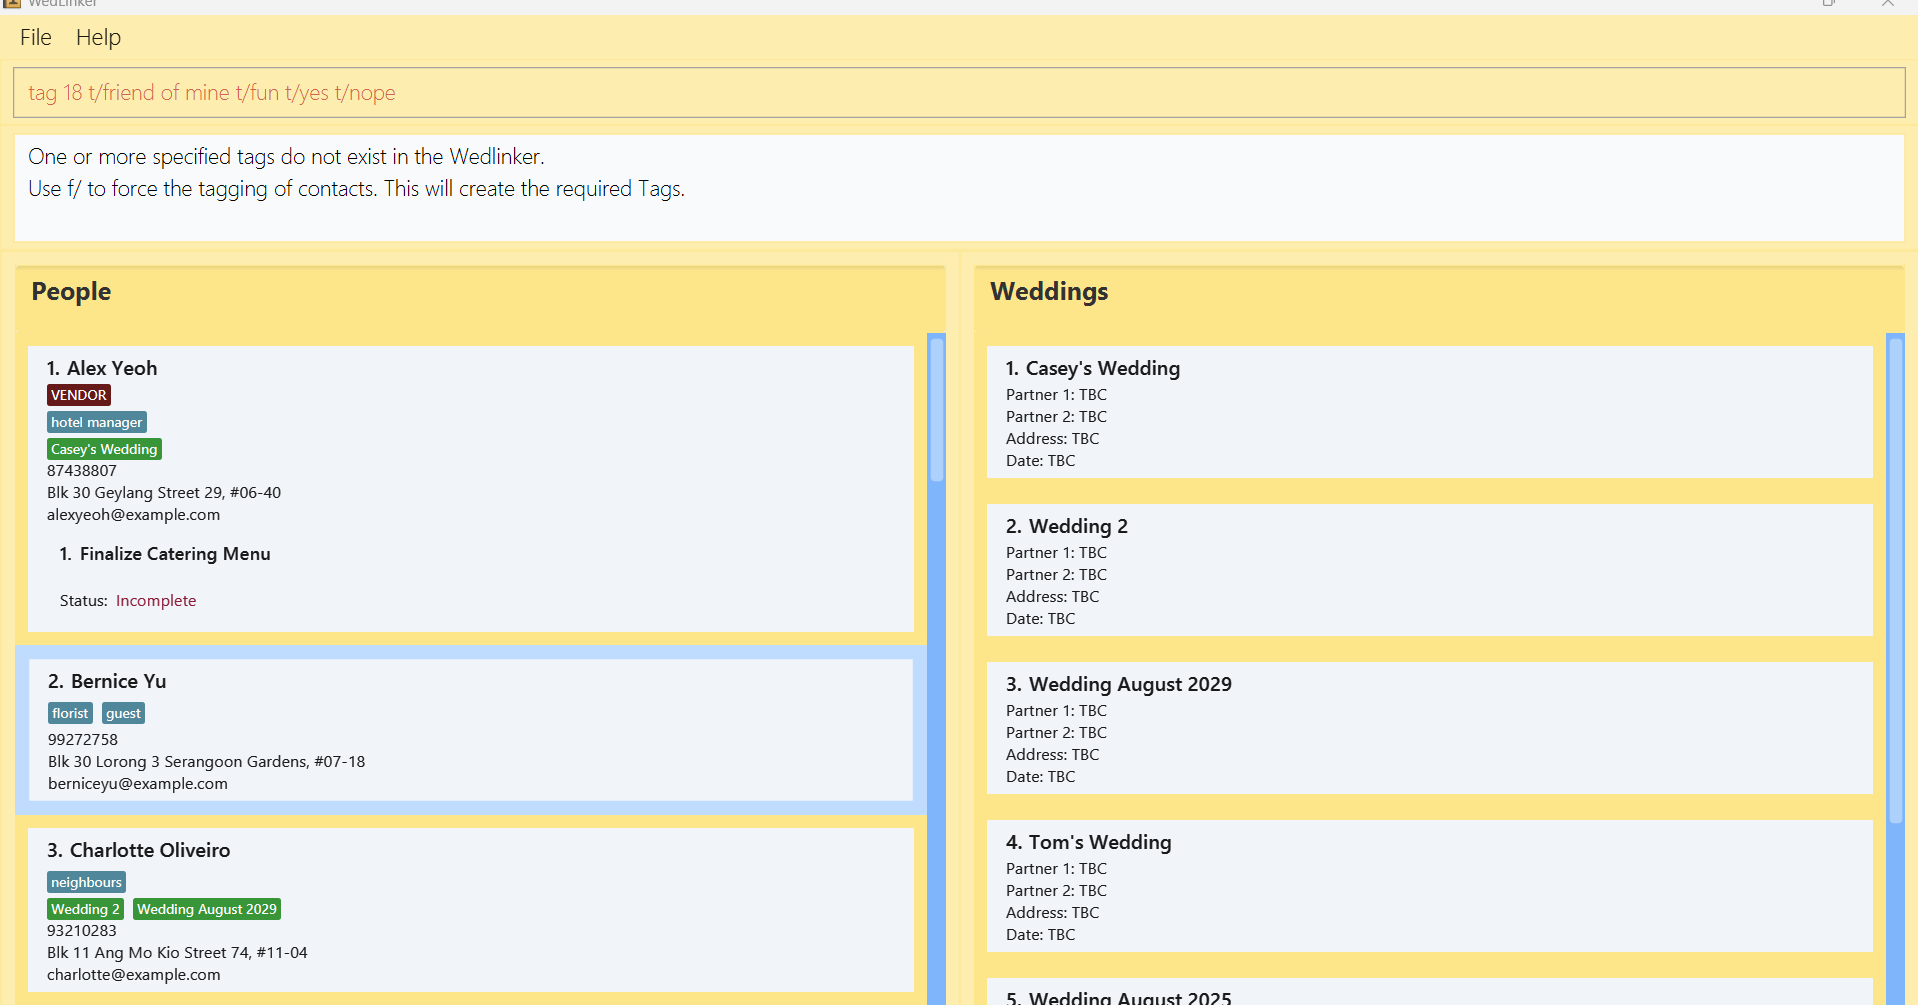 WedLinker
File Help
tag 18 t/friend of mine t/fun t/yes t/nope
One or more specified tags do not exist in the Wedlinker.
Use f/ to force the tagging of contacts. This will create the required Tags.
People
1. Alex Yeoh
VENDOR
hotel manager
Casey's Wedding
87438807
Blk 30 Geylang Street 29, #06-40
alexyeoh@example.com
1. Finalize Catering Menu
Status: Incomplete
2. Bernice Yu
florist guest
99272758
Blk 30 Lorong 3 Serangoon Gardens, #07-18
berniceyu@example.com
3. Charlotte Oliveiro
neighbours
Wedding 2 Wedding August 2029
93210283
Blk 11 Ang Mo Kio Street 74, #11-04
charlotte@example.com
Weddings
1. Casey's Wedding
Partner 1: TBC
Partner 2: TBC
Address: TBC
Date: TBC
2. Wedding 2
Partner 1: TBC
Partner 2: TBC
Address: TBC
Date: TBC
3. Wedding August 2029
Partner 1: TBC
Partner 2: TBC
Address: TBC
Date: TBC
4. Tom's Wedding
Partner 1: TBC
Partner 2: TBC
Address: TBC
Date: TBC
5. Wedding August 2025